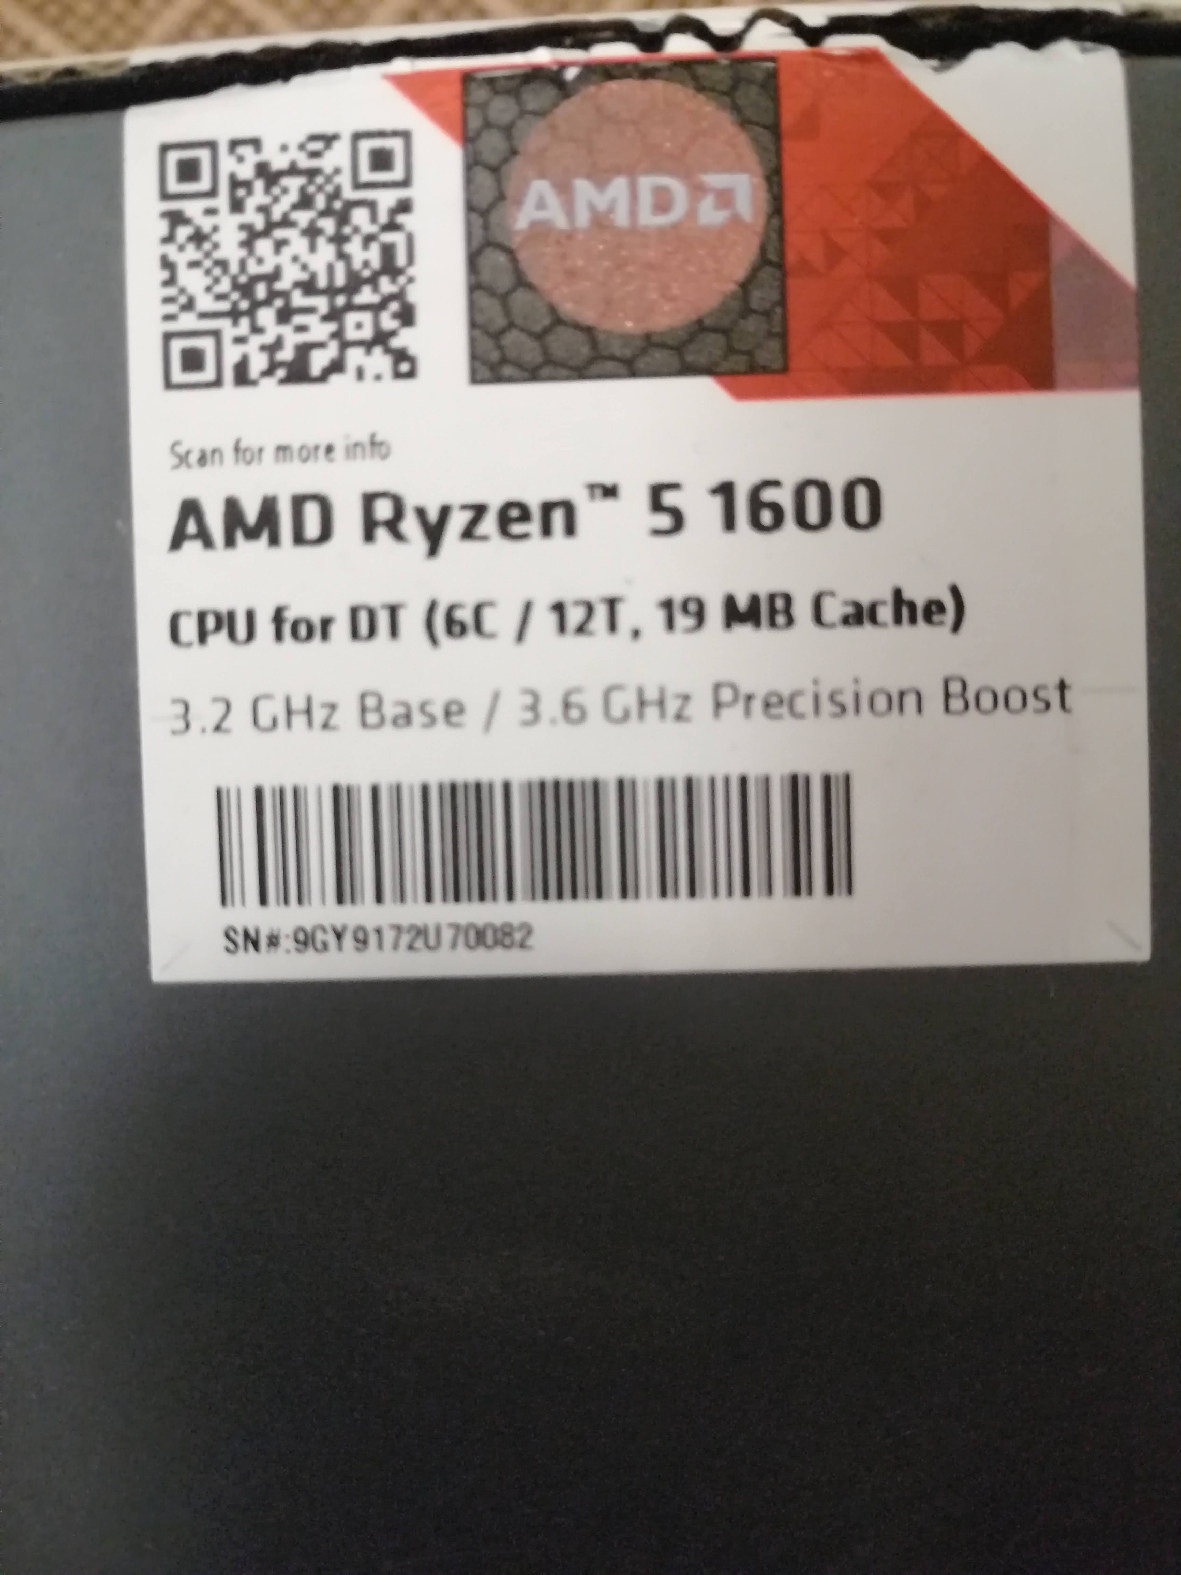 AMD
Scan for more info
AMD Ryzen™ 5 1600
CPU for DT (6C / 12T, 19 MB Cache)
3.2 GHz Base / 3.6 GHz Precision Boost
SN#:9GY9172U70082